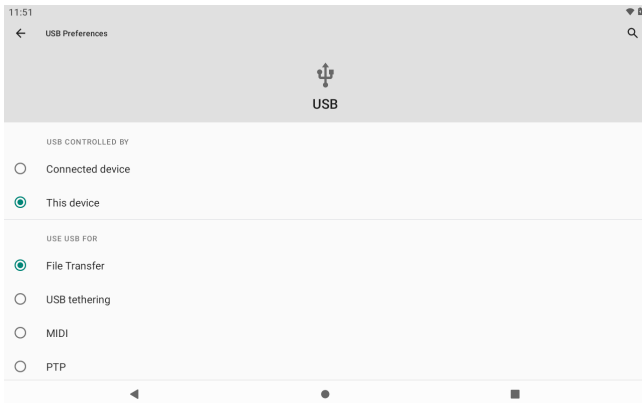 11:51
USB Preferences
USB
USB CONTROLLED BY
Connected device
This device
USE USB FOR
File Transfer
USB tethering
MIDI
PTP